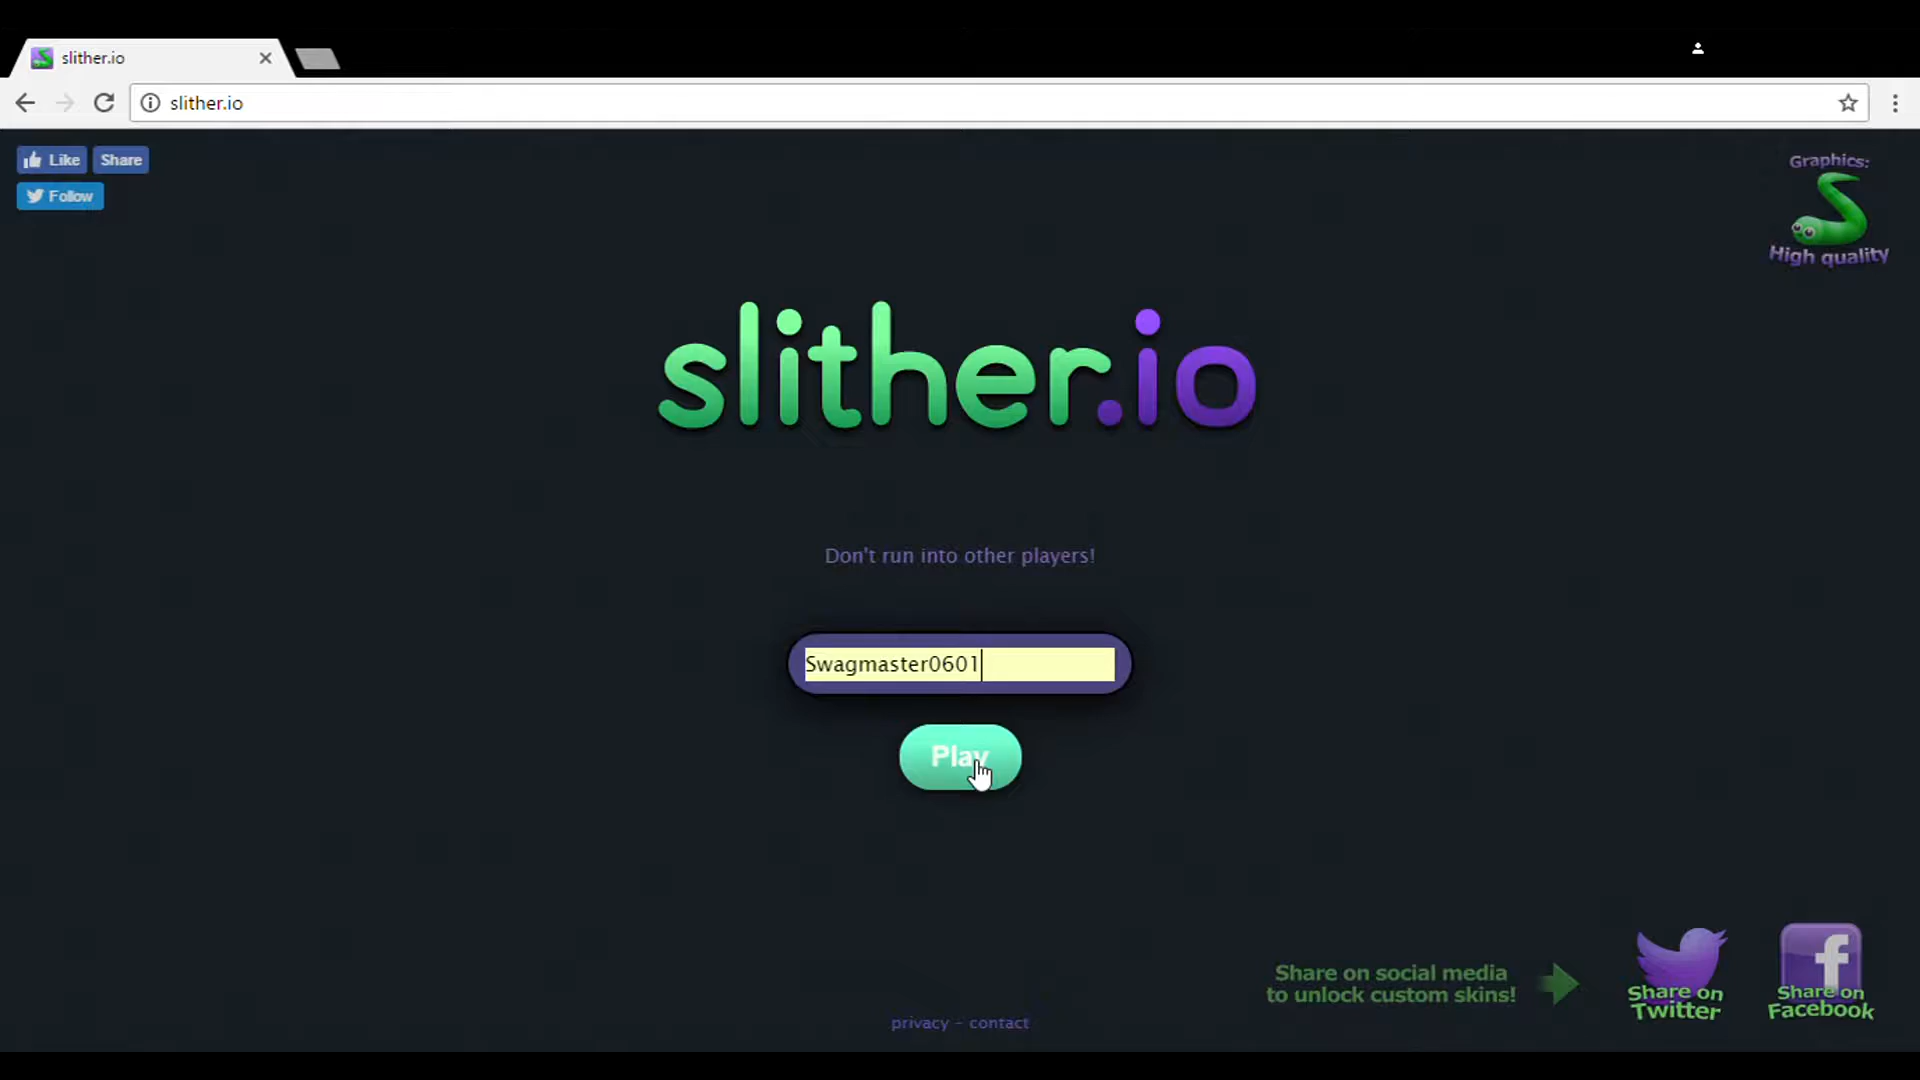 slither.io
slither.io
Like Share
Follow
Graphics:
High quality
slither.io
Don't run into other players!
Swagmaster0601
Play
Share on social media
to unlock custom skins!
Share on
Twitter
Share on
Facebook
privacy - contact